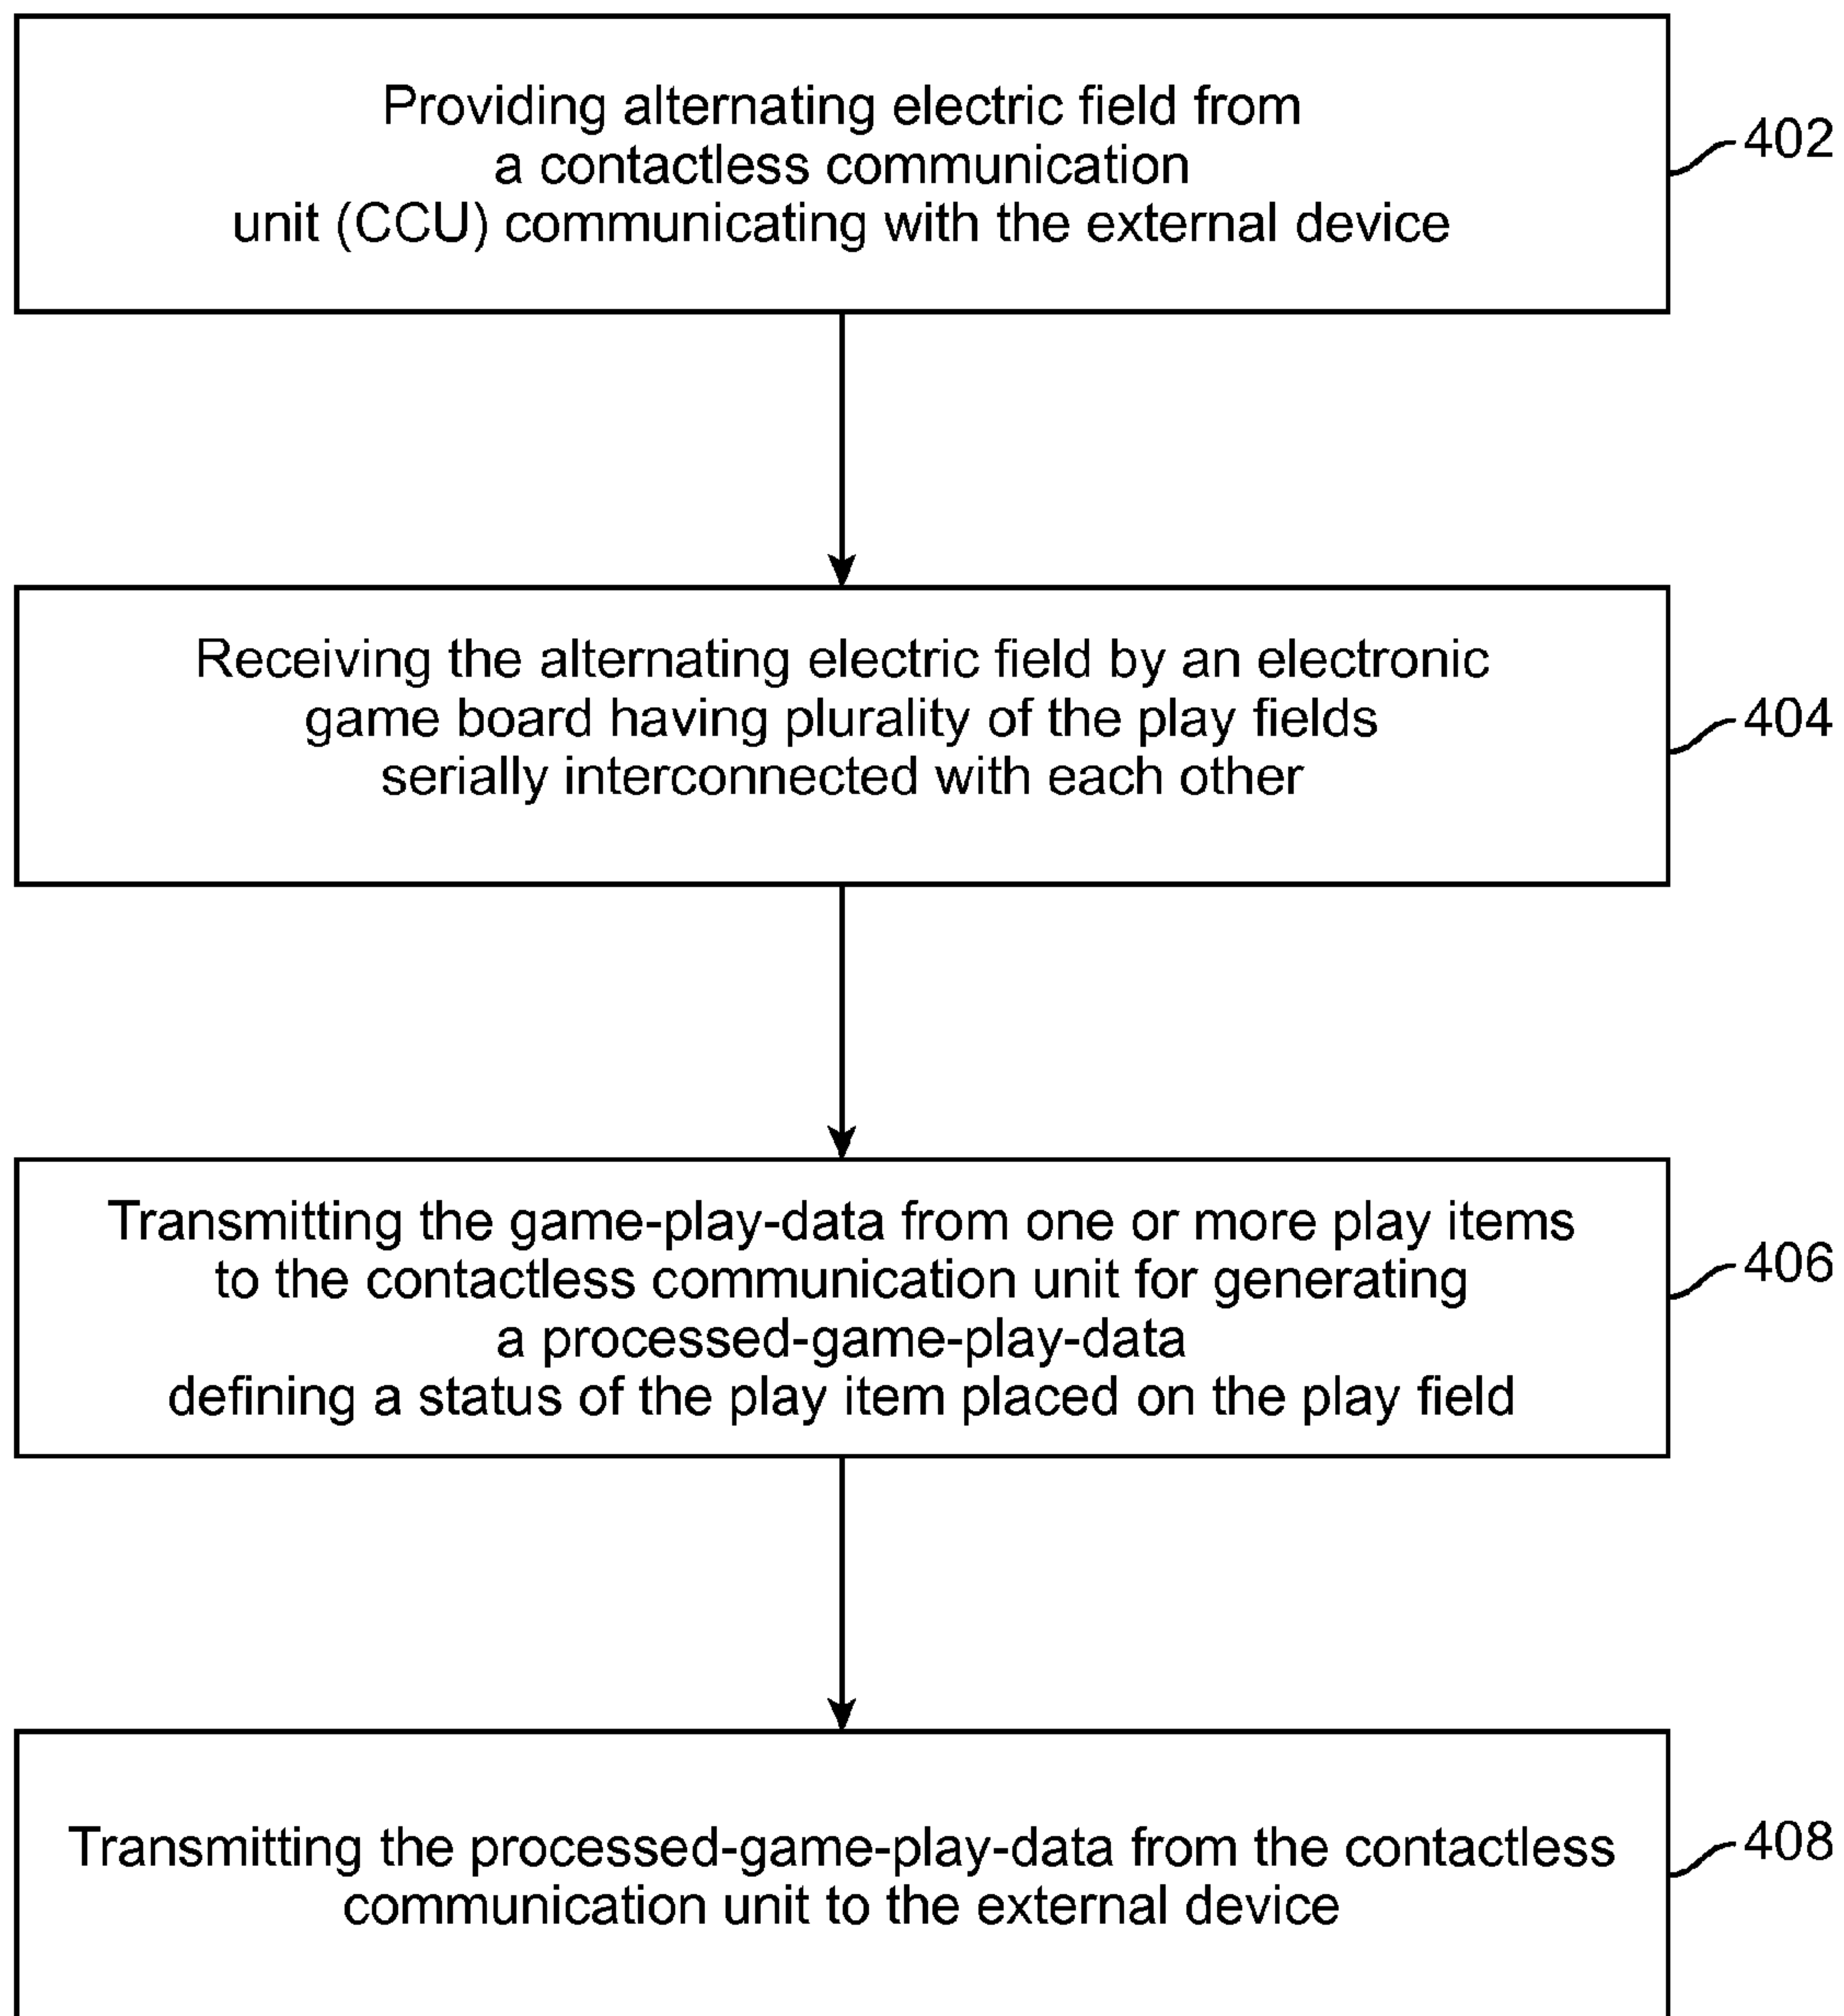 Providing alternating electric field from
a contactless communication
unit (CCU) communicating with the external device
402
Receiving the alternating electric field by an electronic
game board having plurality of the play fields
serially interconnected with each other
404
Transmitting the game-play-data from one or more play items
to the contactless communication unit for generating
a processed-game-play-data
defining a status of the play item placed on the play field
406
Transmitting the processed-game-play-data from the contactless
communication unit to the external device
408